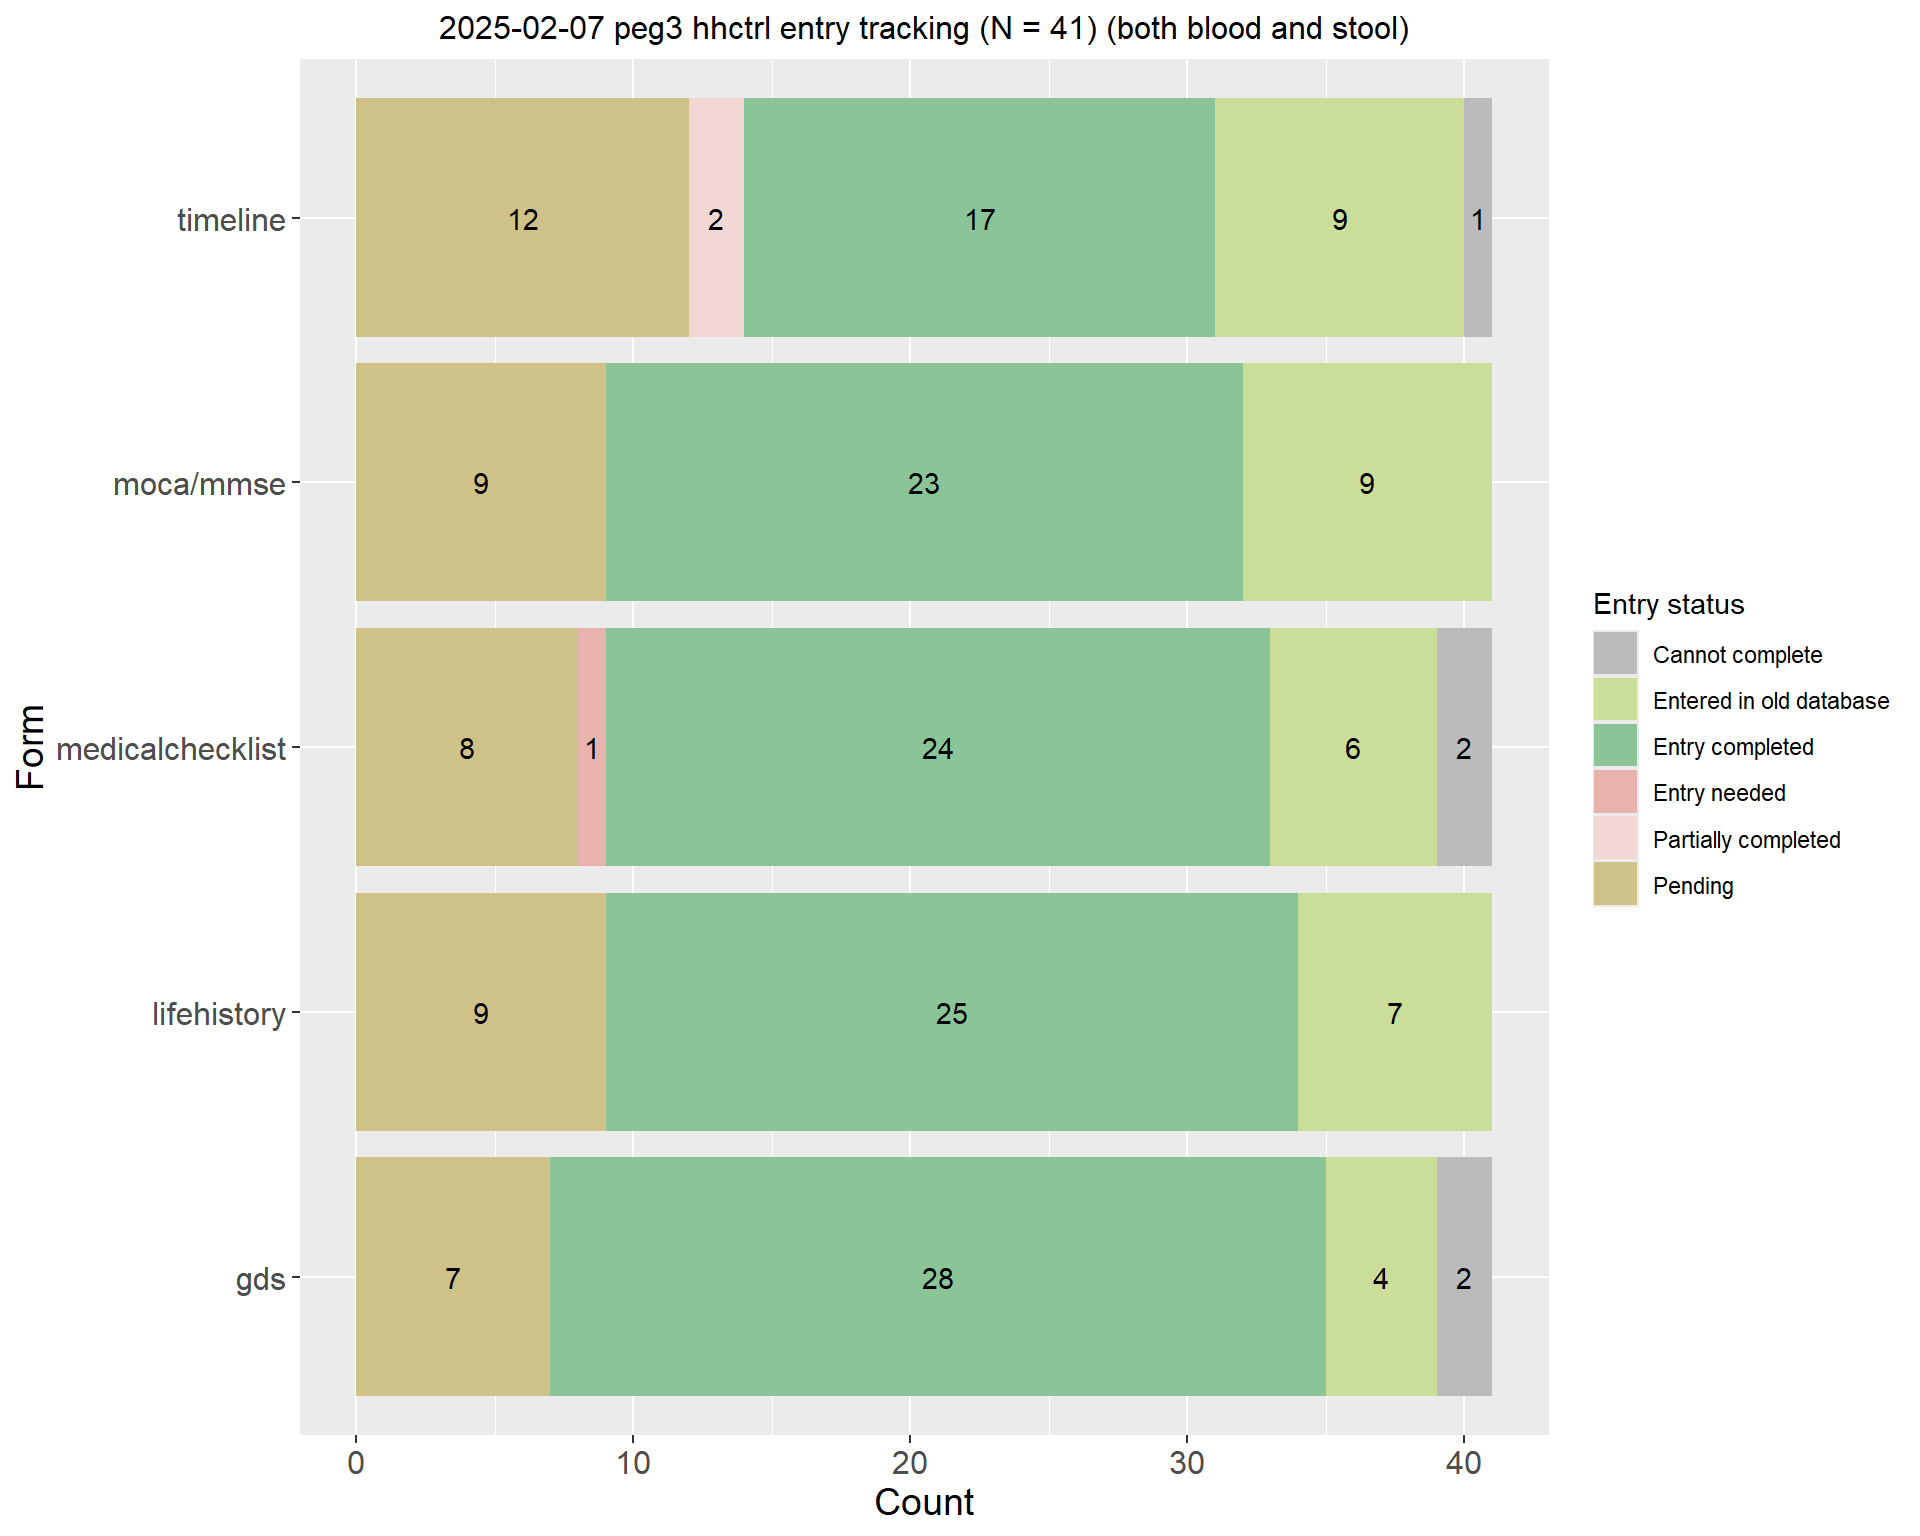 2025-02-07 peg3 hhctrl entry tracking (N = 41) (both blood and stool)
timeline
12 2 17 9 1
moca/mmse
9 23 9
medicalchecklist
8 1 24 6 2
lifehistory
9 25 7
gds
7 28 4 2
Form
0 10 20 30 40
Count
Entry status
Cannot complete
Entered in old database
Entry completed
Entry needed
Partially completed
Pending